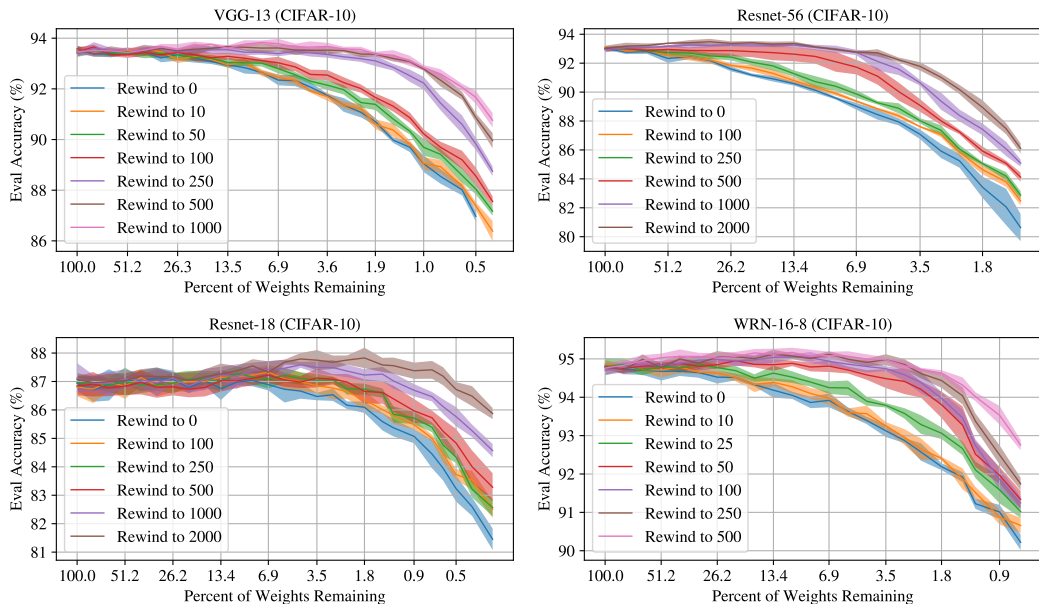 VGG-13 (CIFAR-10)
Eval Accuracy (%)
94
92
90
88
86
Rewind to 0
Rewind to 10
Rewind to 50
Rewind to 100
Rewind to 250
Rewind to 500
Rewind to 1000
100.0 51.2 26.3 13.5 6.9 3.6 1.9 1.0 0.5
Percent of Weights Remaining
Resnet-56 (CIFAR-10)
Eval Accuracy (%)
94
92
90
88
86
84
82
80
Rewind to 0
Rewind to 100
Rewind to 250
Rewind to 500
Rewind to 1000
Rewind to 2000
100.0 51.2 26.2 13.4 6.9 3.5 1.8
Percent of Weights Remaining
Resnet-18 (CIFAR-10)
Eval Accuracy (%)
88
87
86
85
84
83
82
81
Rewind to 0
Rewind to 100
Rewind to 250
Rewind to 500
Rewind to 1000
Rewind to 2000
100.0 51.2 26.2 13.4 6.9 3.5 1.8 0.9 0.5
Percent of Weights Remaining
WRN-16-8 (CIFAR-10)
Eval Accuracy (%)
95
94
93
92
91
90
Rewind to 0
Rewind to 10
Rewind to 25
Rewind to 50
Rewind to 100
Rewind to 250
Rewind to 500
100.0 51.2 26.2 13.4 6.9 3.5 1.8 0.9
Percent of Weights Remaining